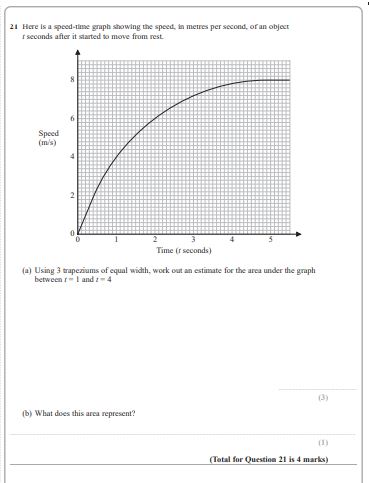 21 Here is a speed-time graph showing the speed, in metres per second, of an object
t seconds after it started to move from rest.
8
6
Speed
(m/s)
4
2
0
0 1 2 3 4 5
Time (t seconds)
(a) Using 3 trapeziums of equal width, work out an estimate for the area under the graph
between t = 1 and t = 4
(3)
(b) What does this area represent?
(1)
(Total for Question 21 is 4 marks)